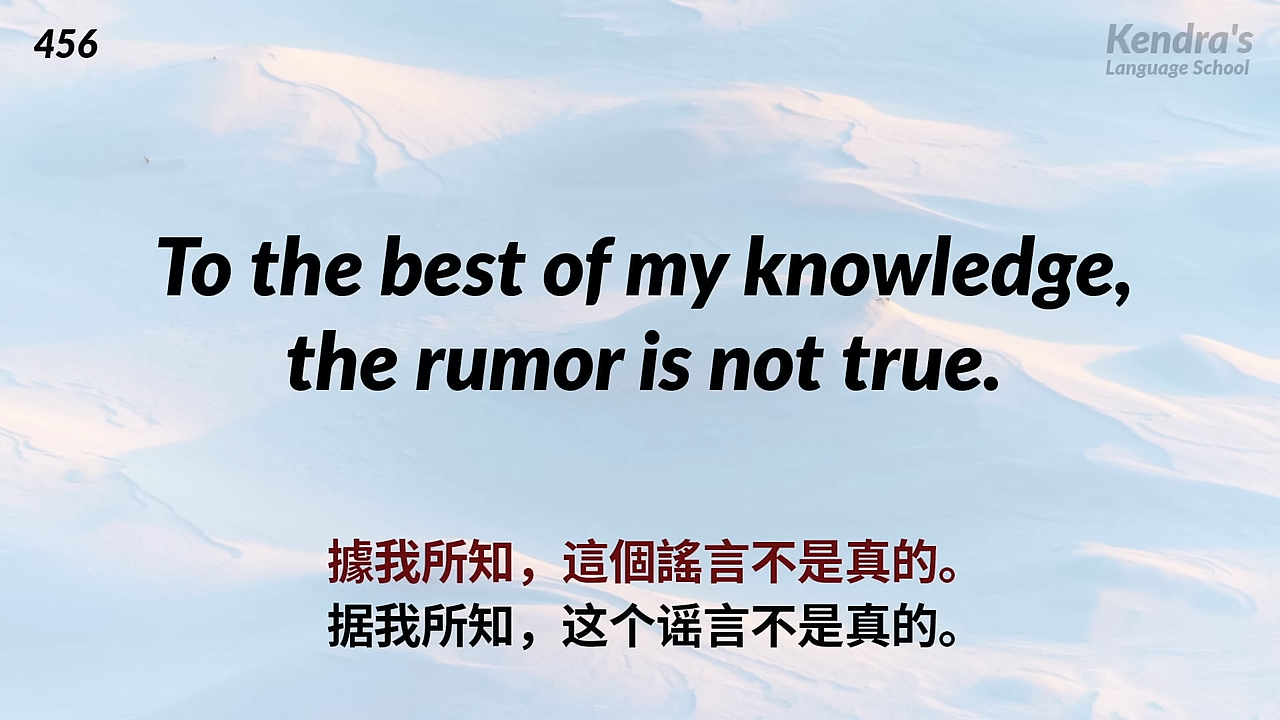 456
Kendra's
Language School
To the best of my knowledge,
the rumor is not true.
據我所知，這個謠言不是真的。
据我所知，这个谣言不是真的。